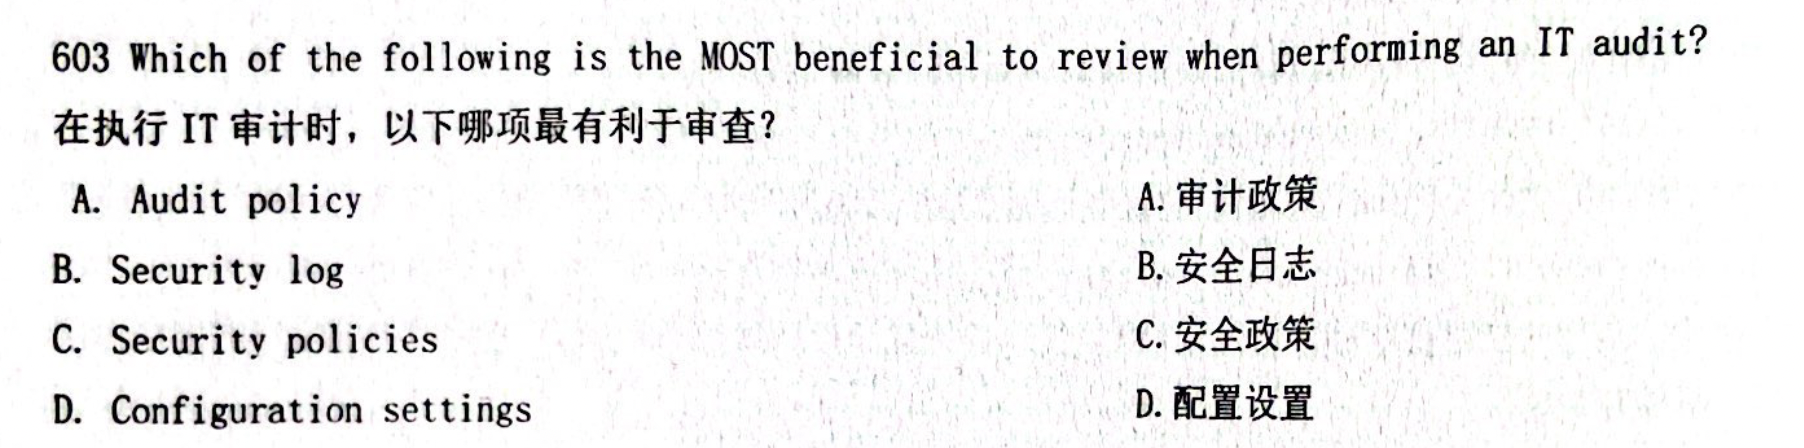 603 Which of the following is the MOST beneficial to review when performing an IT audit?
在执行 IT 审计时，以下哪项最有利于审查？
A. Audit policy A. 审计政策
B. Security log B. 安全日志
C. Security policies C. 安全政策
D. Configuration settings D. 配置设置